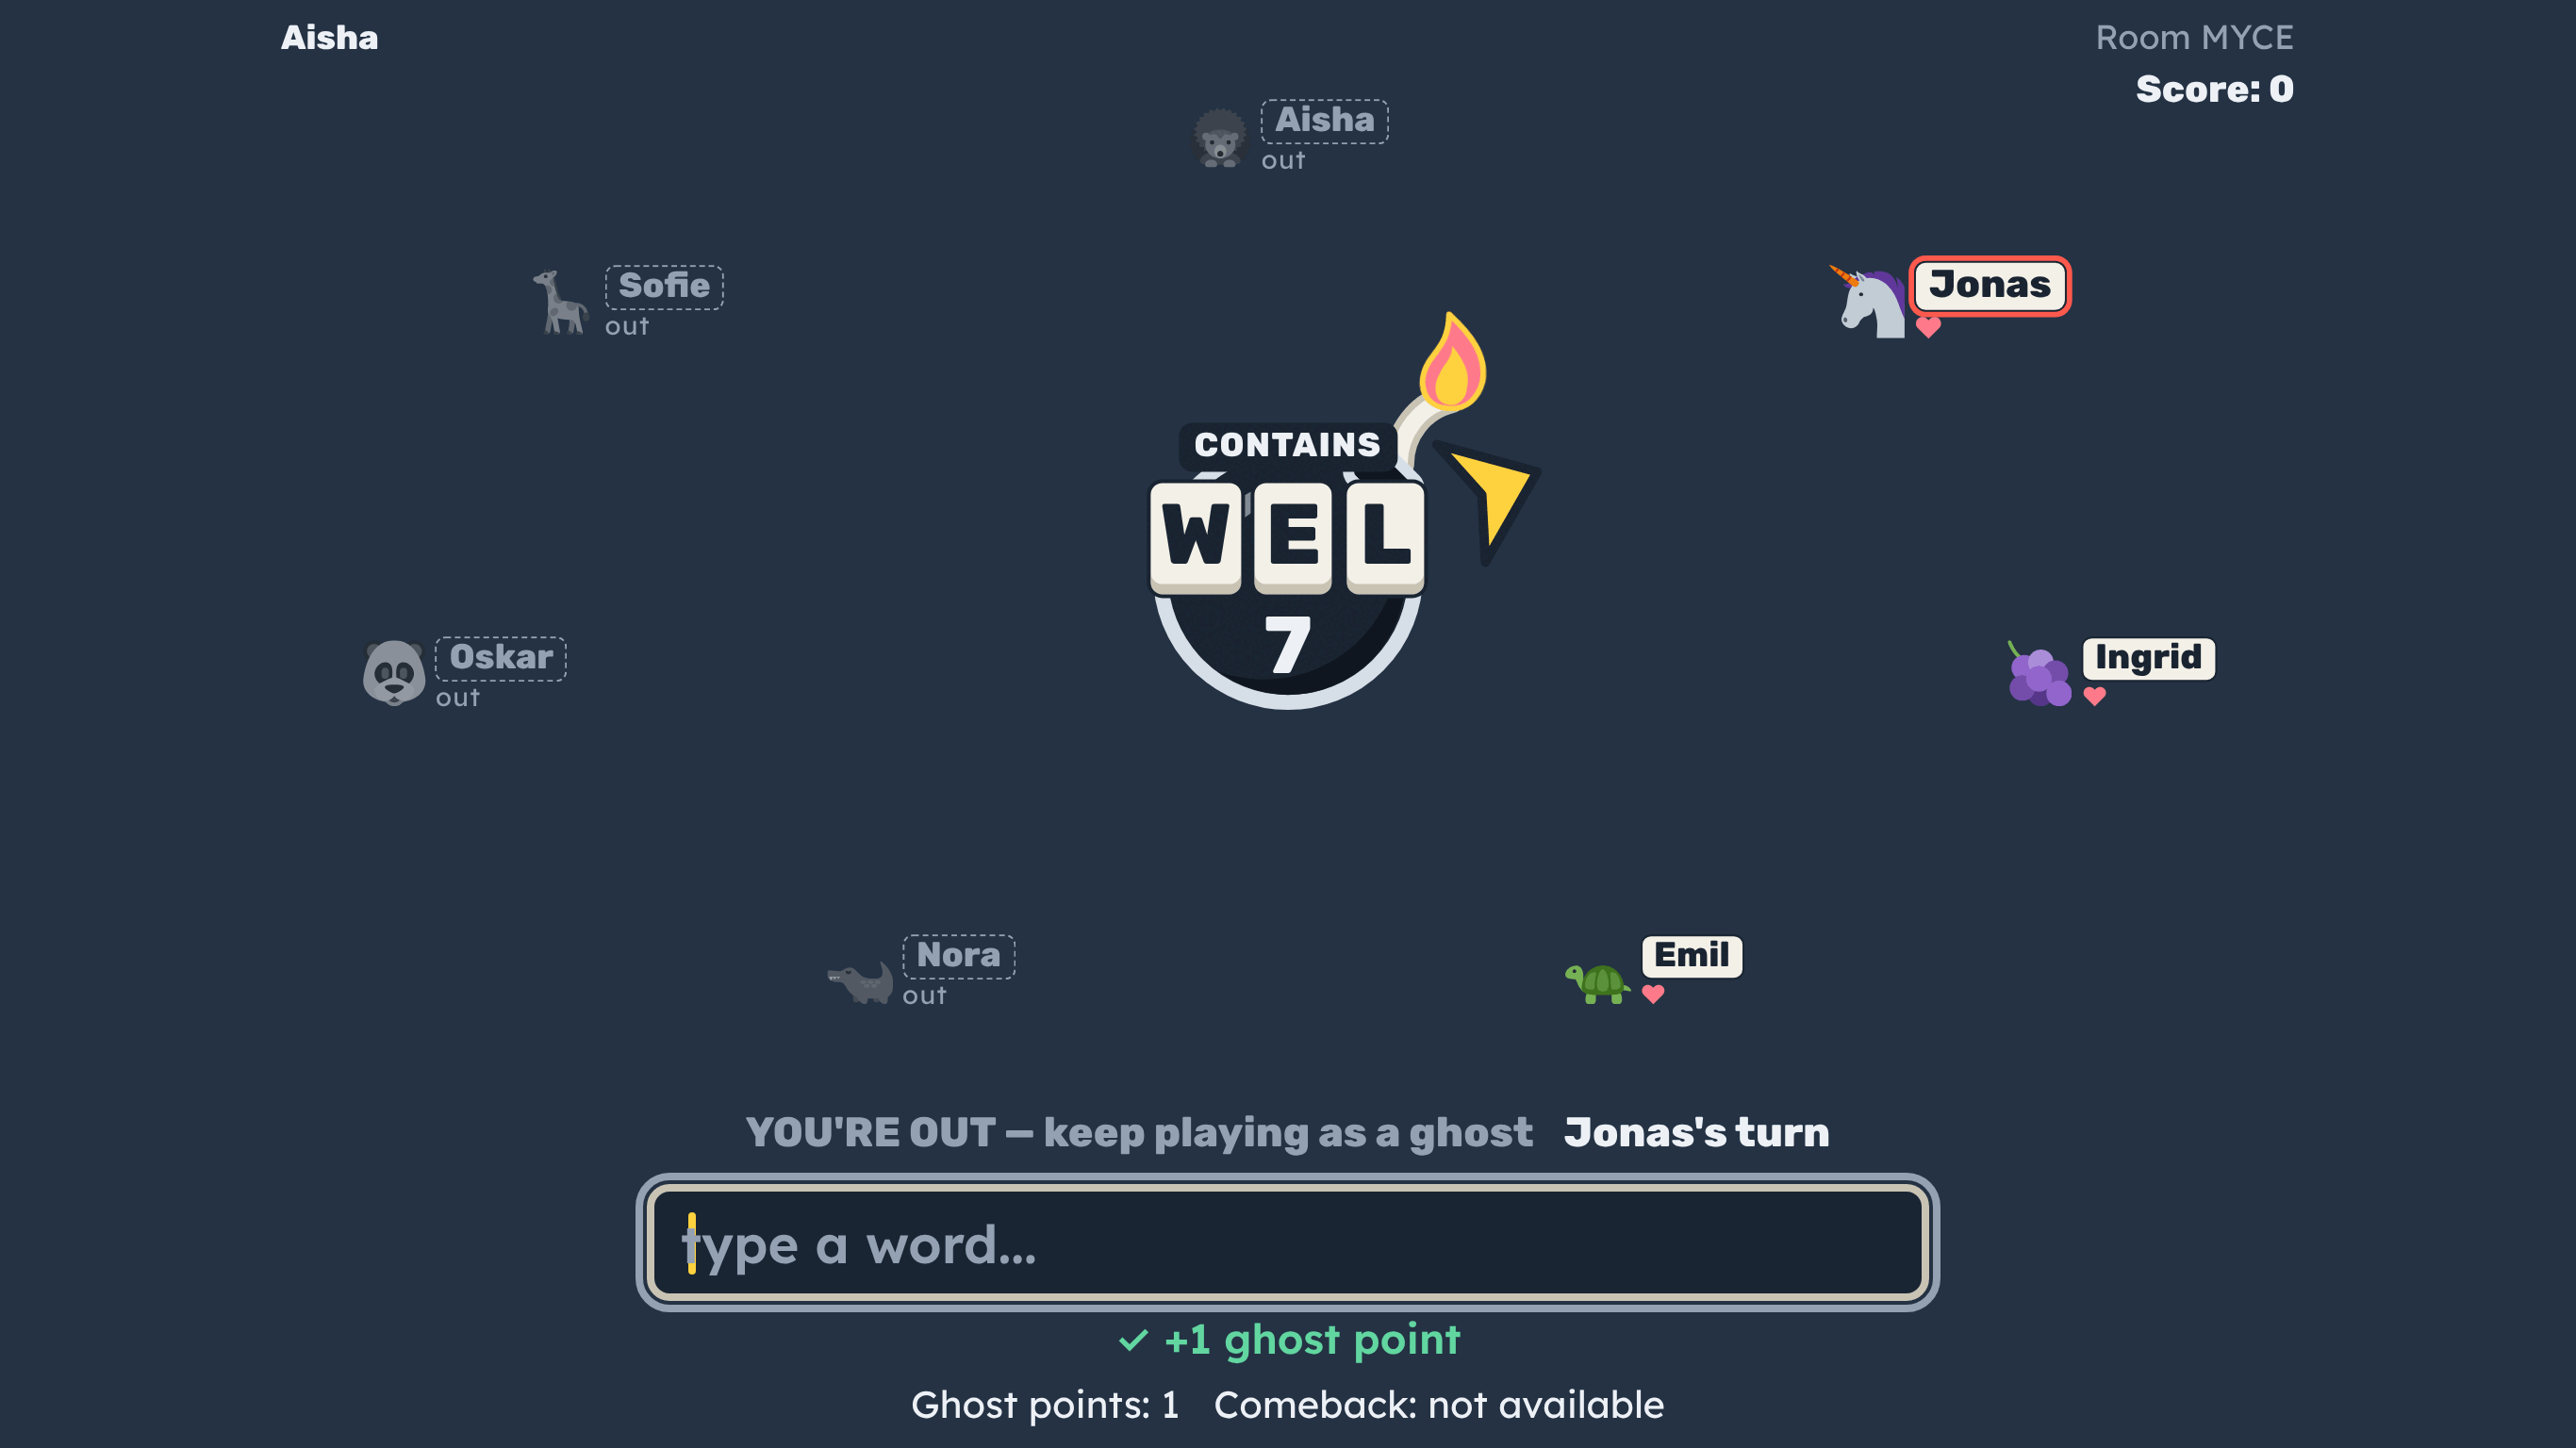 Aisha
Room MYCE
Score: 0
Aisha
out
Sofie
out
Jonas
CONTAINS
WEL
7
Oskar
out
Ingrid
Nora
out
Emil
YOU'RE OUT — keep playing as a ghost Jonas's turn
type a word...
✓ +1 ghost point
Ghost points: 1 Comeback: not available